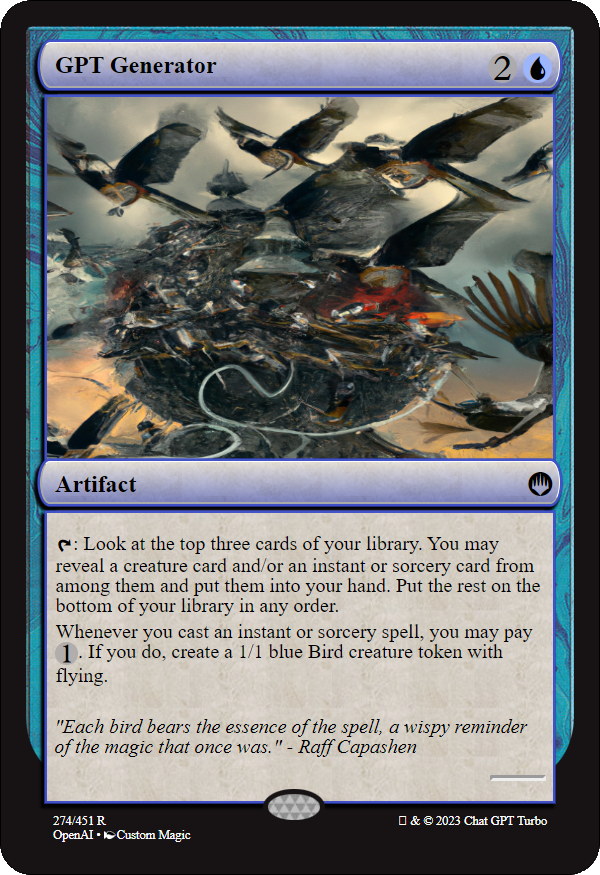 GPT Generator 2
Artifact
: Look at the top three cards of your library. You may
reveal a creature card and/or an instant or sorcery card from
among them and put them into your hand. Put the rest on the
bottom of your library in any order.
Whenever you cast an instant or sorcery spell, you may pay
1. If you do, create a 1/1 blue Bird creature token with
flying.
"Each bird bears the essence of the spell, a wispy reminder
of the magic that once was." - Raff Capashen
274/451 R
OpenAI • Custom Magic
& © 2023 Chat GPT Turbo